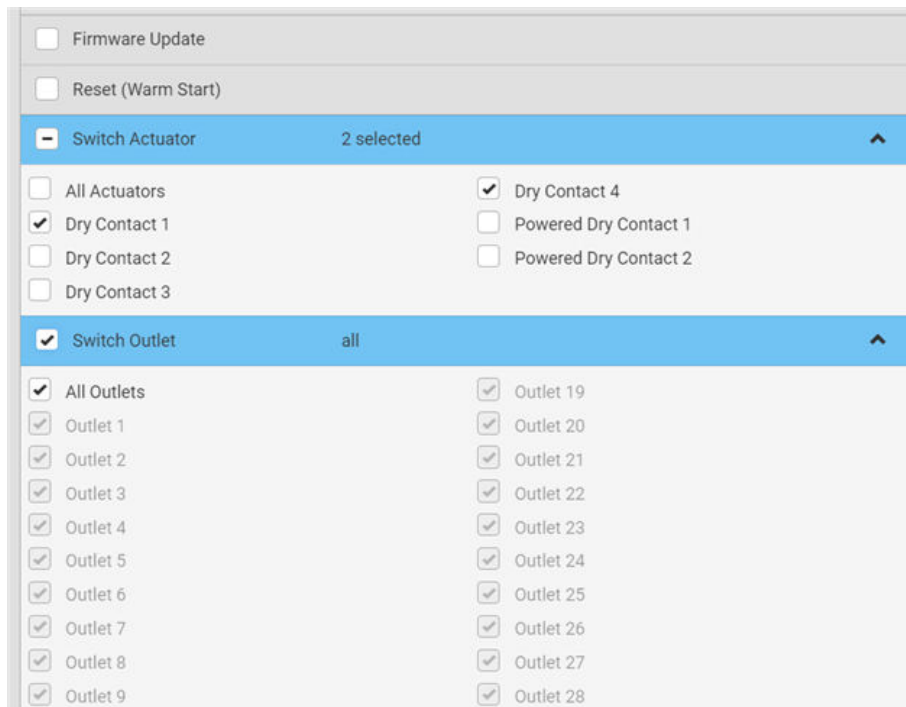 Firmware Update
Reset (Warm Start)
Switch Actuator 2 selected
All Actuators
Dry Contact 1
Dry Contact 2
Dry Contact 3
Dry Contact 4
Powered Dry Contact 1
Powered Dry Contact 2
Switch Outlet all
All Outlets
Outlet 1
Outlet 2
Outlet 3
Outlet 4
Outlet 5
Outlet 6
Outlet 7
Outlet 8
Outlet 9
Outlet 19
Outlet 20
Outlet 21
Outlet 22
Outlet 23
Outlet 24
Outlet 25
Outlet 26
Outlet 27
Outlet 28